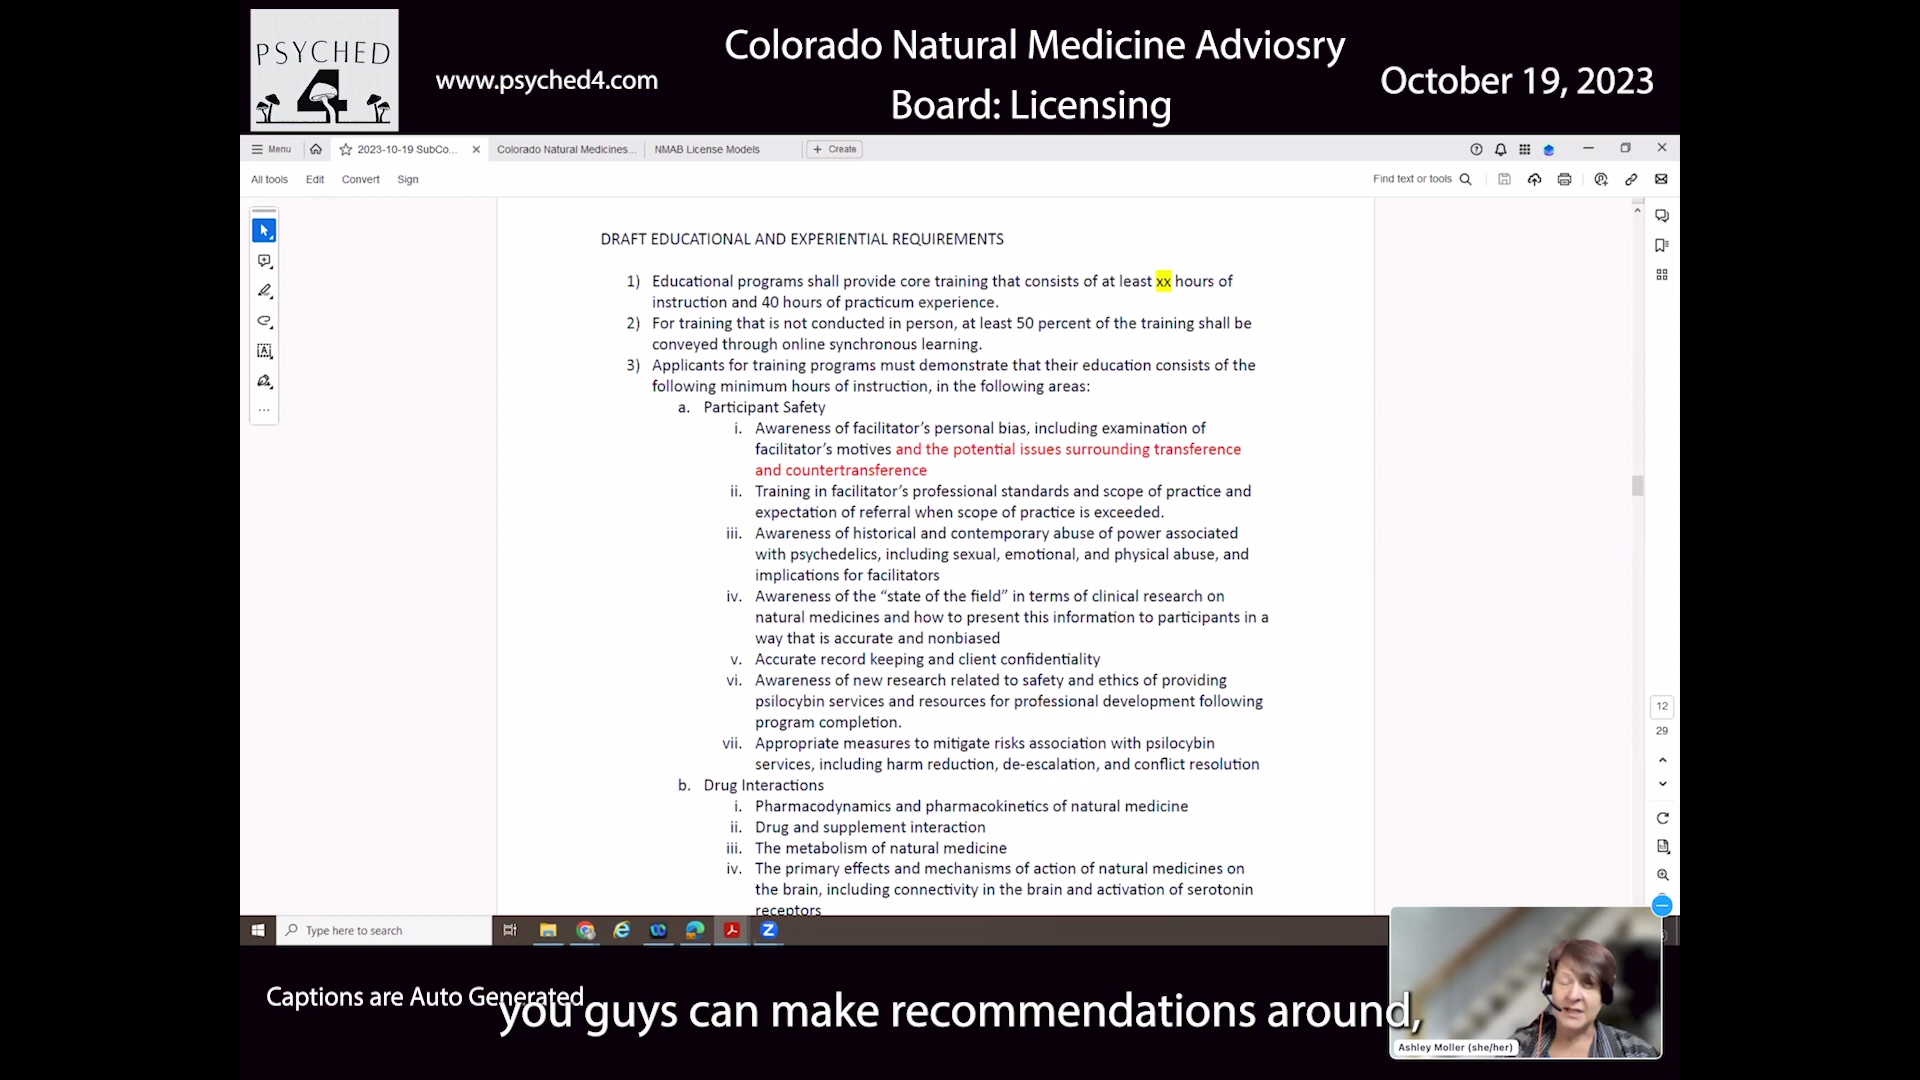 PSYCHED
4
www.psyched4.com
Colorado Natural Medicine Adviosry
Board: Licensing
October 19, 2023
Menu
2023-10-19 SubCo...
Colorado Natural Medicines...
NMAB License Models
+ Create
All tools
Edit
Convert
Sign
Find text or tools
DRAFT EDUCATIONAL AND EXPERIENTIAL REQUIREMENTS
1) Educational programs shall provide core training that consists of at least xx hours of
instruction and 40 hours of practicum experience.
2) For training that is not conducted in person, at least 50 percent of the training shall be
conveyed through online synchronous learning.
3) Applicants for training programs must demonstrate that their education consists of the
following minimum hours of instruction, in the following areas:
a. Participant Safety
i. Awareness of facilitator’s personal bias, including examination of
facilitator’s motives and the potential issues surrounding transference
and countertransference
ii. Training in facilitator’s professional standards and scope of practice and
expectation of referral when scope of practice is exceeded.
iii. Awareness of historical and contemporary abuse of power associated
with psychedelics, including sexual, emotional, and physical abuse, and
implications for facilitators
iv. Awareness of the “state of the field” in terms of clinical research on
natural medicines and how to present this information to participants in a
way that is accurate and nonbiased
v. Accurate record keeping and client confidentiality
vi. Awareness of new research related to safety and ethics of providing
psilocybin services and resources for professional development following
program completion.
vii. Appropriate measures to mitigate risks association with psilocybin
services, including harm reduction, de-escalation, and conflict resolution
b. Drug Interactions
i. Pharmacodynamics and pharmacokinetics of natural medicine
ii. Drug and supplement interaction
iii. The metabolism of natural medicine
iv. The primary effects and mechanisms of action of natural medicines on
the brain, including connectivity in the brain and activation of serotonin
receptors
12
29
Type here to search
Captions are Auto Generated
you guys can make recommendations around,
Ashley Moller (she/her)